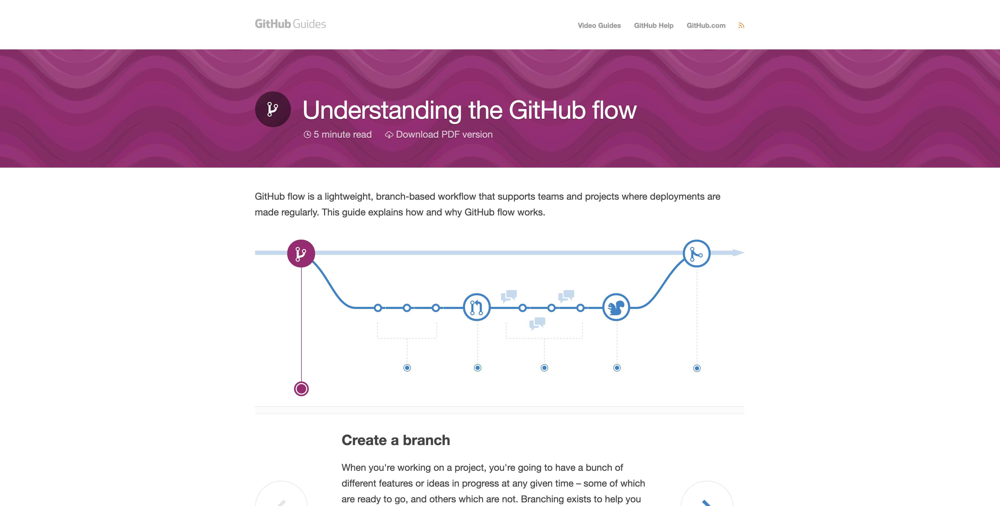 GitHub Guides
Video Guides GitHub Help GitHub.com
Understanding the GitHub flow
5 minute read Download PDF version
GitHub flow is a lightweight, branch-based workflow that supports teams and projects where deployments are
made regularly. This guide explains how and why GitHub flow works.
Create a branch
When you're working on a project, you're going to have a bunch of
different features or ideas in progress at any given time – some of which
are ready to go, and others which are not. Branching exists to help you